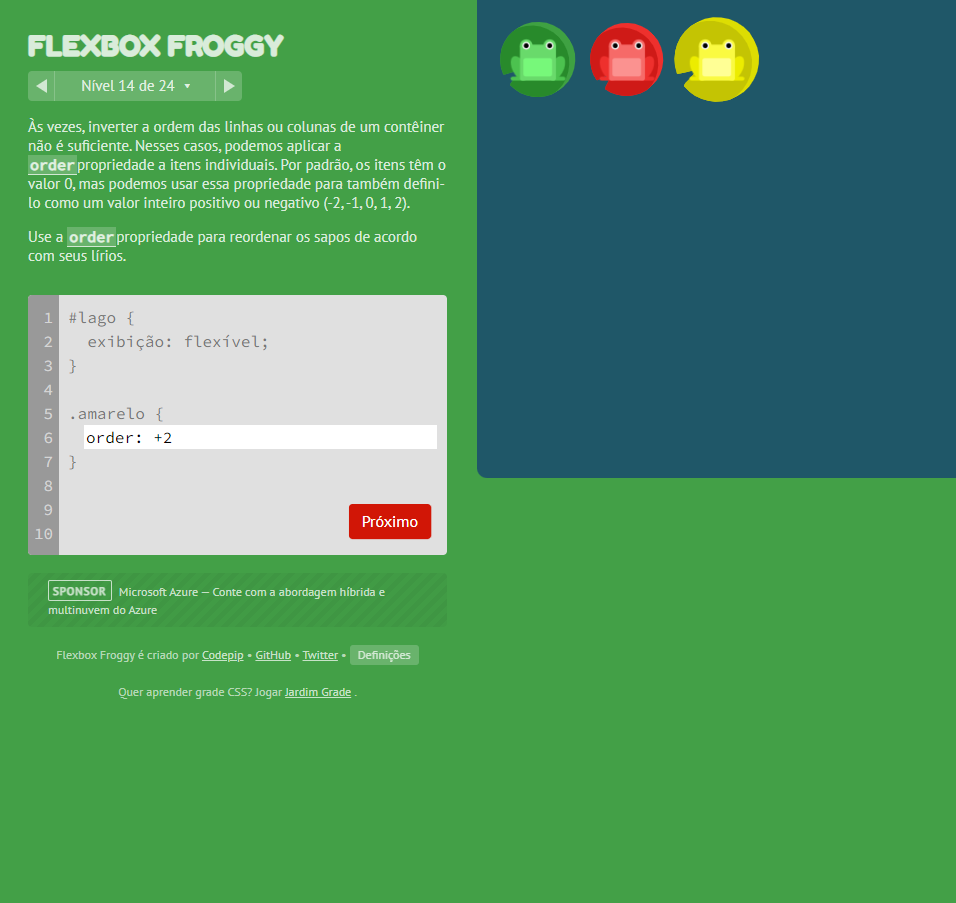 FLEXBOX FROGGY
Nível 14 de 24
Às vezes, inverter a ordem das linhas ou colunas de um contêiner
não é suficiente. Nesses casos, podemos aplicar a
order propriedade a itens individuais. Por padrão, os itens têm o
valor 0, mas podemos usar essa propriedade para também defini-
lo como um valor inteiro positivo ou negativo (-2, -1, 0, 1, 2).
Use a order propriedade para reordenar os sapos de acordo
com seus lírios.
1 #lago {
2 exibição: flexível;
3 }
4
5 .amarelo {
6 order: +2
7 }
8
9
10
Próximo
SPONSOR Microsoft Azure — Conte com a abordagem híbrida e
multinuvem do Azure
Flexbox Froggy é criado por Codepip • GitHub • Twitter • Definições
Quer aprender grade CSS? Jogar Jardim Grade .